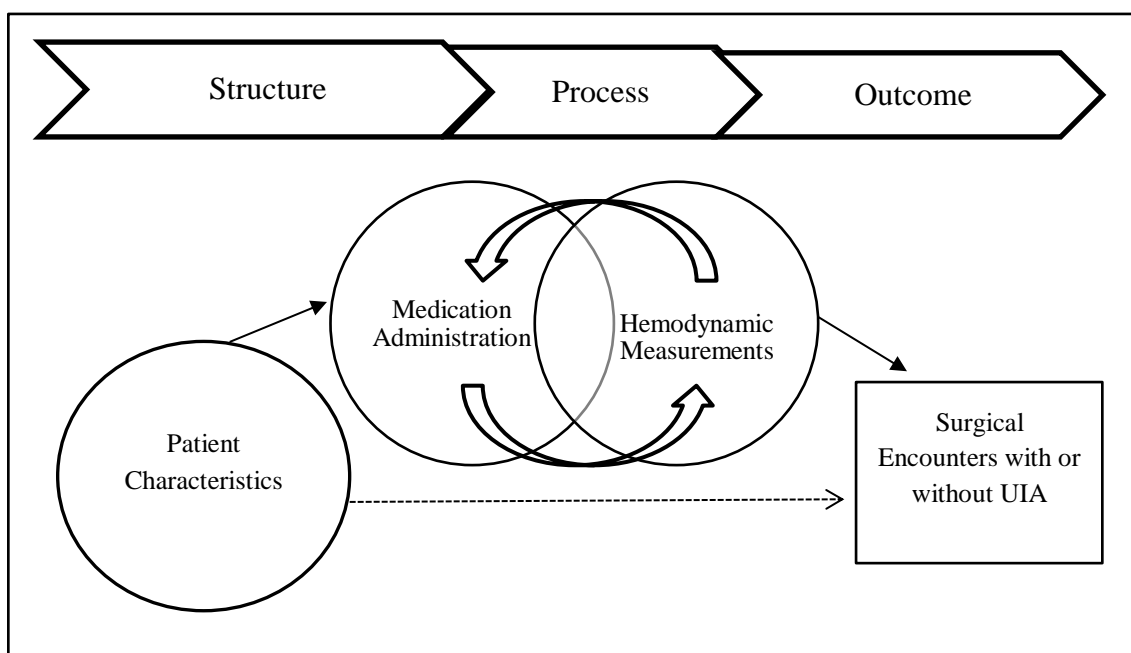 Structure
Process
Outcome
Medication
Administration
Hemodynamic
Measurements
Patient
Characteristics
Surgical
Encounters with or
without UIA